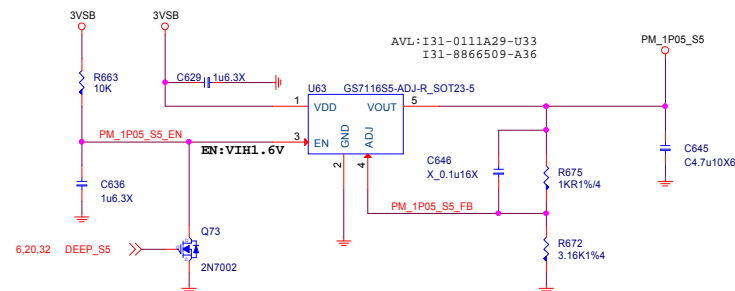 3VSB
3VSB
AVL:I31-0111A29-U33
I31-8866509-A36
PM_1P05_S5
R663
10K
C629
1u6.3X
U63
GS7116S5-ADJ-R_SOT23-5
1
VDD
VOUT
5
PM_1P05_S5_EN
3
EN
GND
ADJ
EN:VIH1.6V
2
4
C636
1u6.3X
C646
X_0.1u16X
R675
1KR1%/4
C645
C4.7u10X6
PM_1P05_S5_FB
Q73
6,20,32
DEEP_S5
2N7002
R672
3.16K1%4